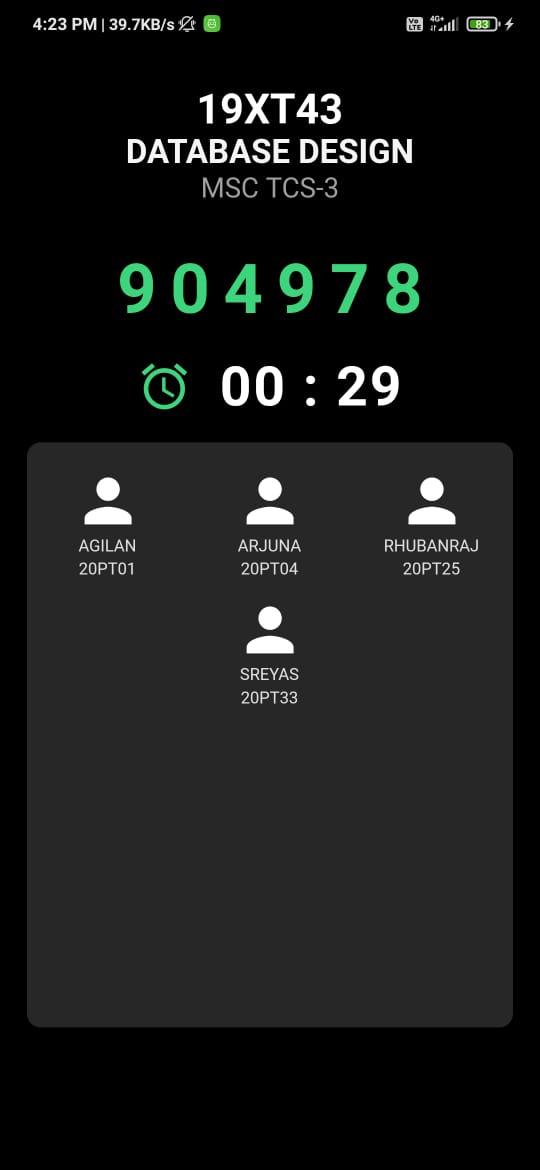 4:23 PM | 39.7KB/s Vo LTE 4G+ 83
19XT43
DATABASE DESIGN
MSC TCS-3
904978
00 : 29
AGILAN ARJUNA RHUBANRAJ
20PT01 20PT04 20PT25
SREYAS
20PT33